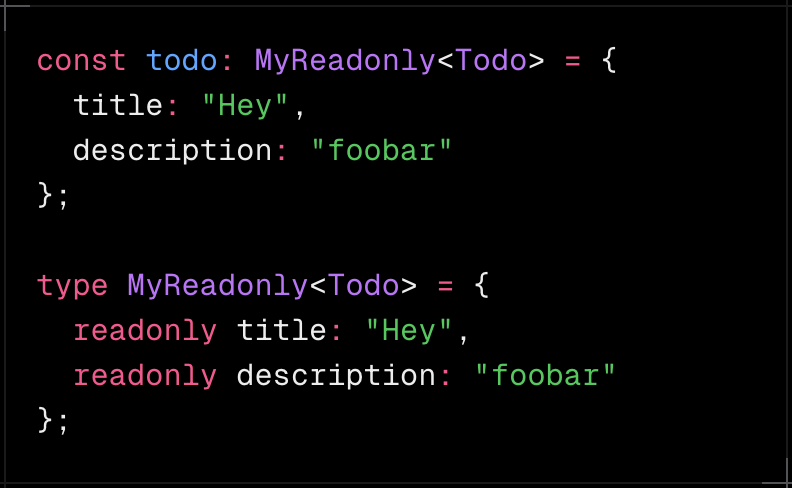 const todo: MyReadonly<Todo> = {
  title: "Hey",
  description: "foobar"
};

type MyReadonly<Todo> = {
  readonly title: "Hey",
  readonly description: "foobar"
};